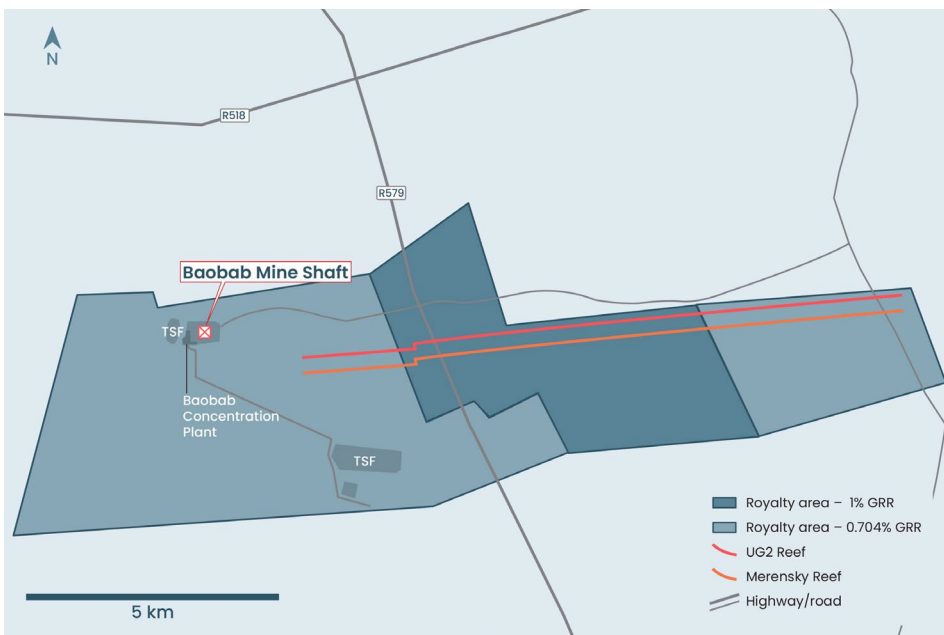 N
R518
R579
Baobab Mine Shaft
TSF
Baobab
Concentration
Plant
TSF
Royalty area – 1% GRR
Royalty area – 0.704% GRR
UG2 Reef
Merensky Reef
Highway/road
5 km